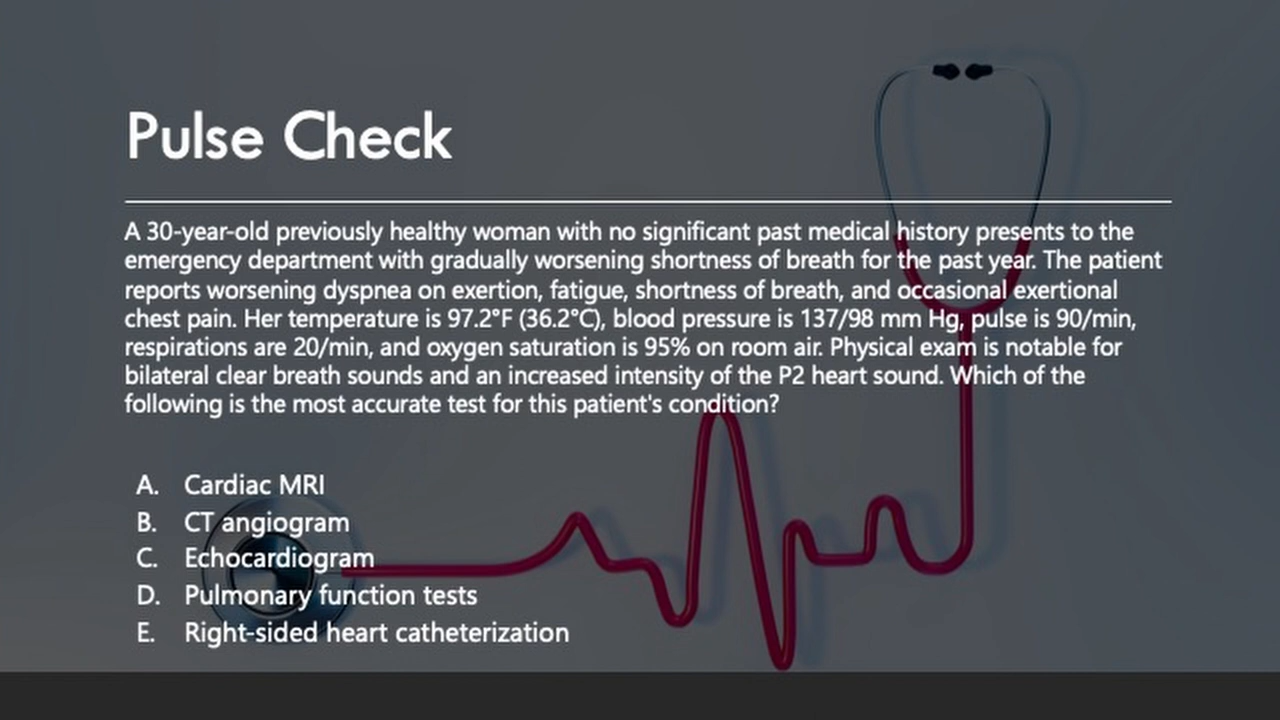 Pulse Check
A 30-year-old previously healthy woman with no significant past medical history presents to the
emergency department with gradually worsening shortness of breath for the past year. The patient
reports worsening dyspnea on exertion, fatigue, shortness of breath, and occasional exertional
chest pain. Her temperature is 97.2°F (36.2°C), blood pressure is 137/98 mm Hg, pulse is 90/min,
respirations are 20/min, and oxygen saturation is 95% on room air. Physical exam is notable for
bilateral clear breath sounds and an increased intensity of the P2 heart sound. Which of the
following is the most accurate test for this patient's condition?
A. Cardiac MRI
B. CT angiogram
C. Echocardiogram
D. Pulmonary function tests
E. Right-sided heart catheterization